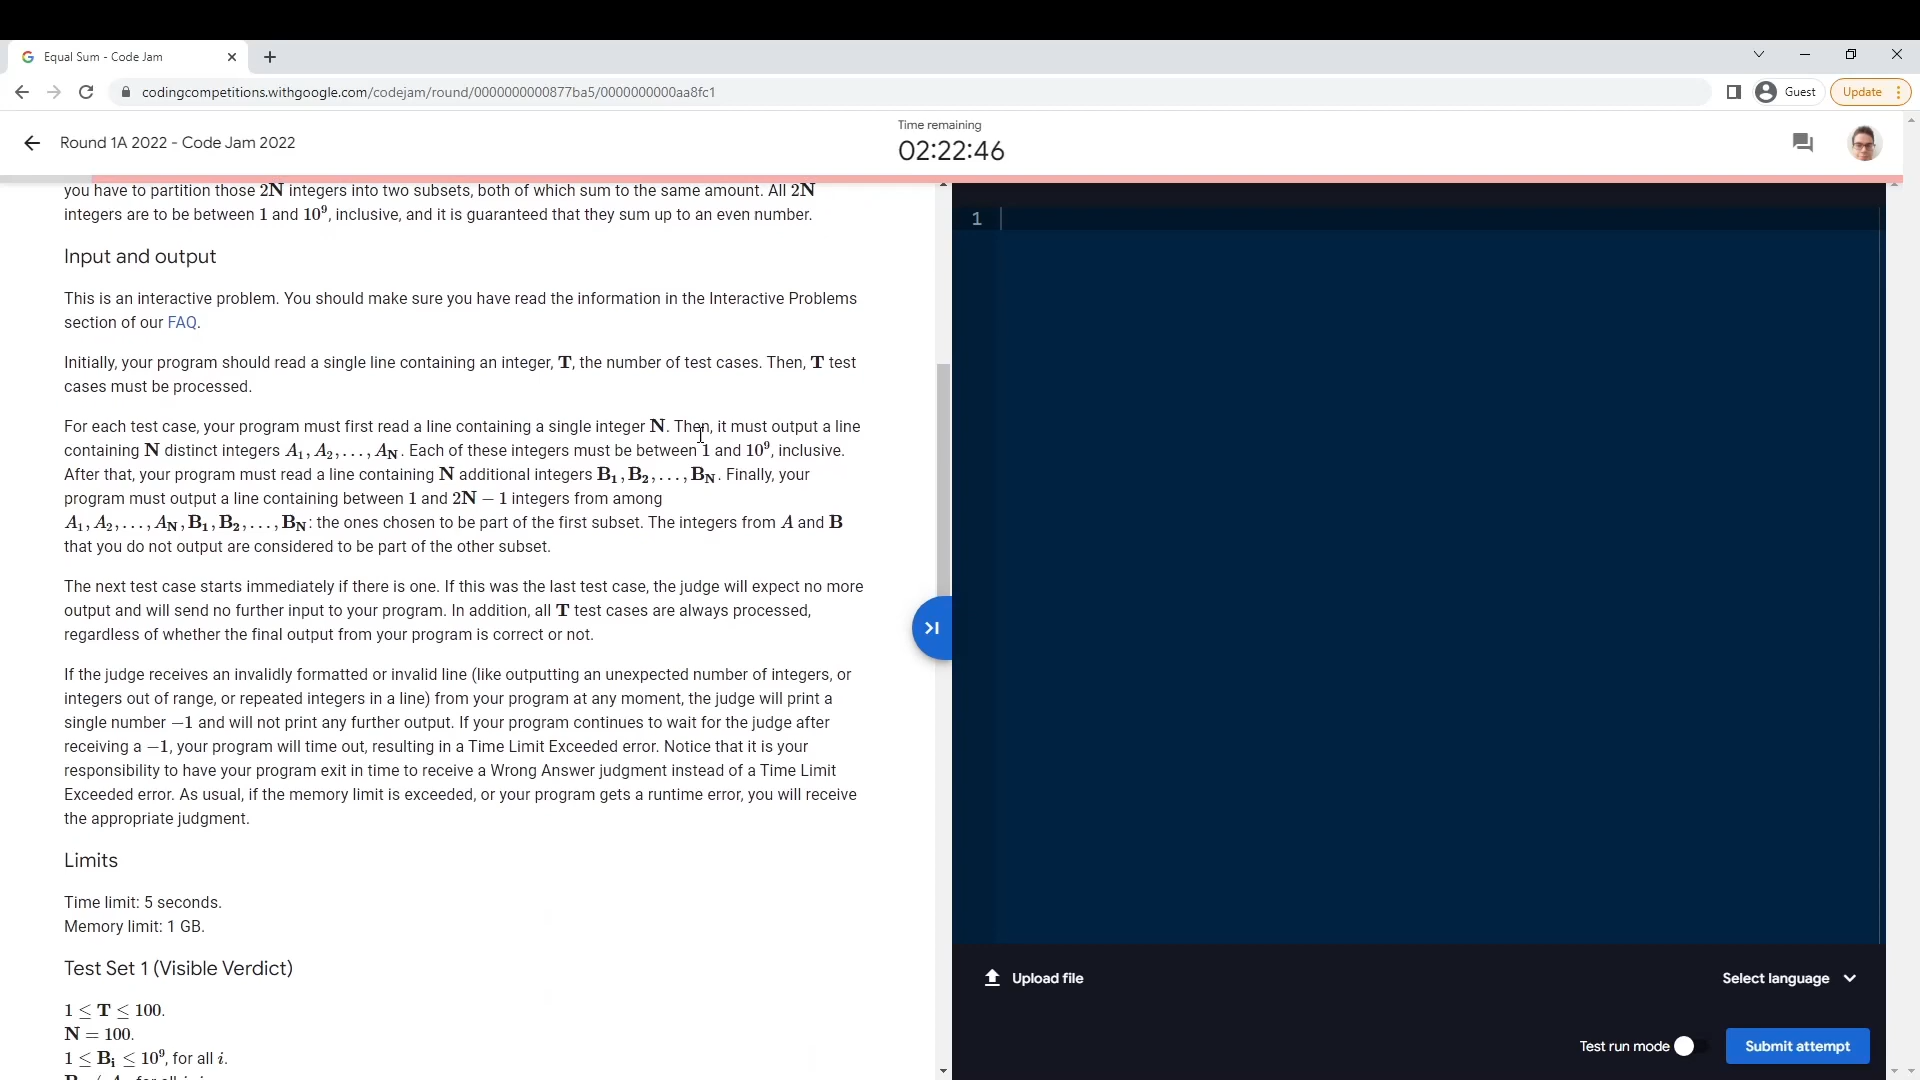 Equal Sum - Code Jam
codingcompetitions.withgoogle.com/codejam/round/0000000000877ba5/0000000000aa8fc1
Guest
Update
Round 1A 2022 - Code Jam 2022
Time remaining
02:22:46
you have to partition those 2N integers into two subsets, both of which sum to the same amount. All 2N
integers are to be between 1 and 10⁹, inclusive, and it is guaranteed that they sum up to an even number.
Input and output
This is an interactive problem. You should make sure you have read the information in the Interactive Problems
section of our FAQ.
Initially, your program should read a single line containing an integer, T, the number of test cases. Then, T test
cases must be processed.
For each test case, your program must first read a line containing a single integer N. Then, it must output a line
containing N distinct integers A₁, A₂, . . . , A_N. Each of these integers must be between 1 and 10⁹, inclusive.
After that, your program must read a line containing N additional integers B₁, B₂, . . . , B_N. Finally, your
program must output a line containing between 1 and 2N − 1 integers from among
A₁, A₂, . . . , A_N, B₁, B₂, . . . , B_N: the ones chosen to be part of the first subset. The integers from A and B
that you do not output are considered to be part of the other subset.
The next test case starts immediately if there is one. If this was the last test case, the judge will expect no more
output and will send no further input to your program. In addition, all T test cases are always processed,
regardless of whether the final output from your program is correct or not.
If the judge receives an invalidly formatted or invalid line (like outputting an unexpected number of integers, or
integers out of range, or repeated integers in a line) from your program at any moment, the judge will print a
single number −1 and will not print any further output. If your program continues to wait for the judge after
receiving a −1, your program will time out, resulting in a Time Limit Exceeded error. Notice that it is your
responsibility to have your program exit in time to receive a Wrong Answer judgment instead of a Time Limit
Exceeded error. As usual, if the memory limit is exceeded, or your program gets a runtime error, you will receive
the appropriate judgment.
Limits
Time limit: 5 seconds.
Memory limit: 1 GB.
Test Set 1 (Visible Verdict)
1 ≤ T ≤ 100.
N = 100.
1 ≤ Bᵢ ≤ 10⁹, for all i.
1
Upload file
Select language
Test run mode
Submit attempt